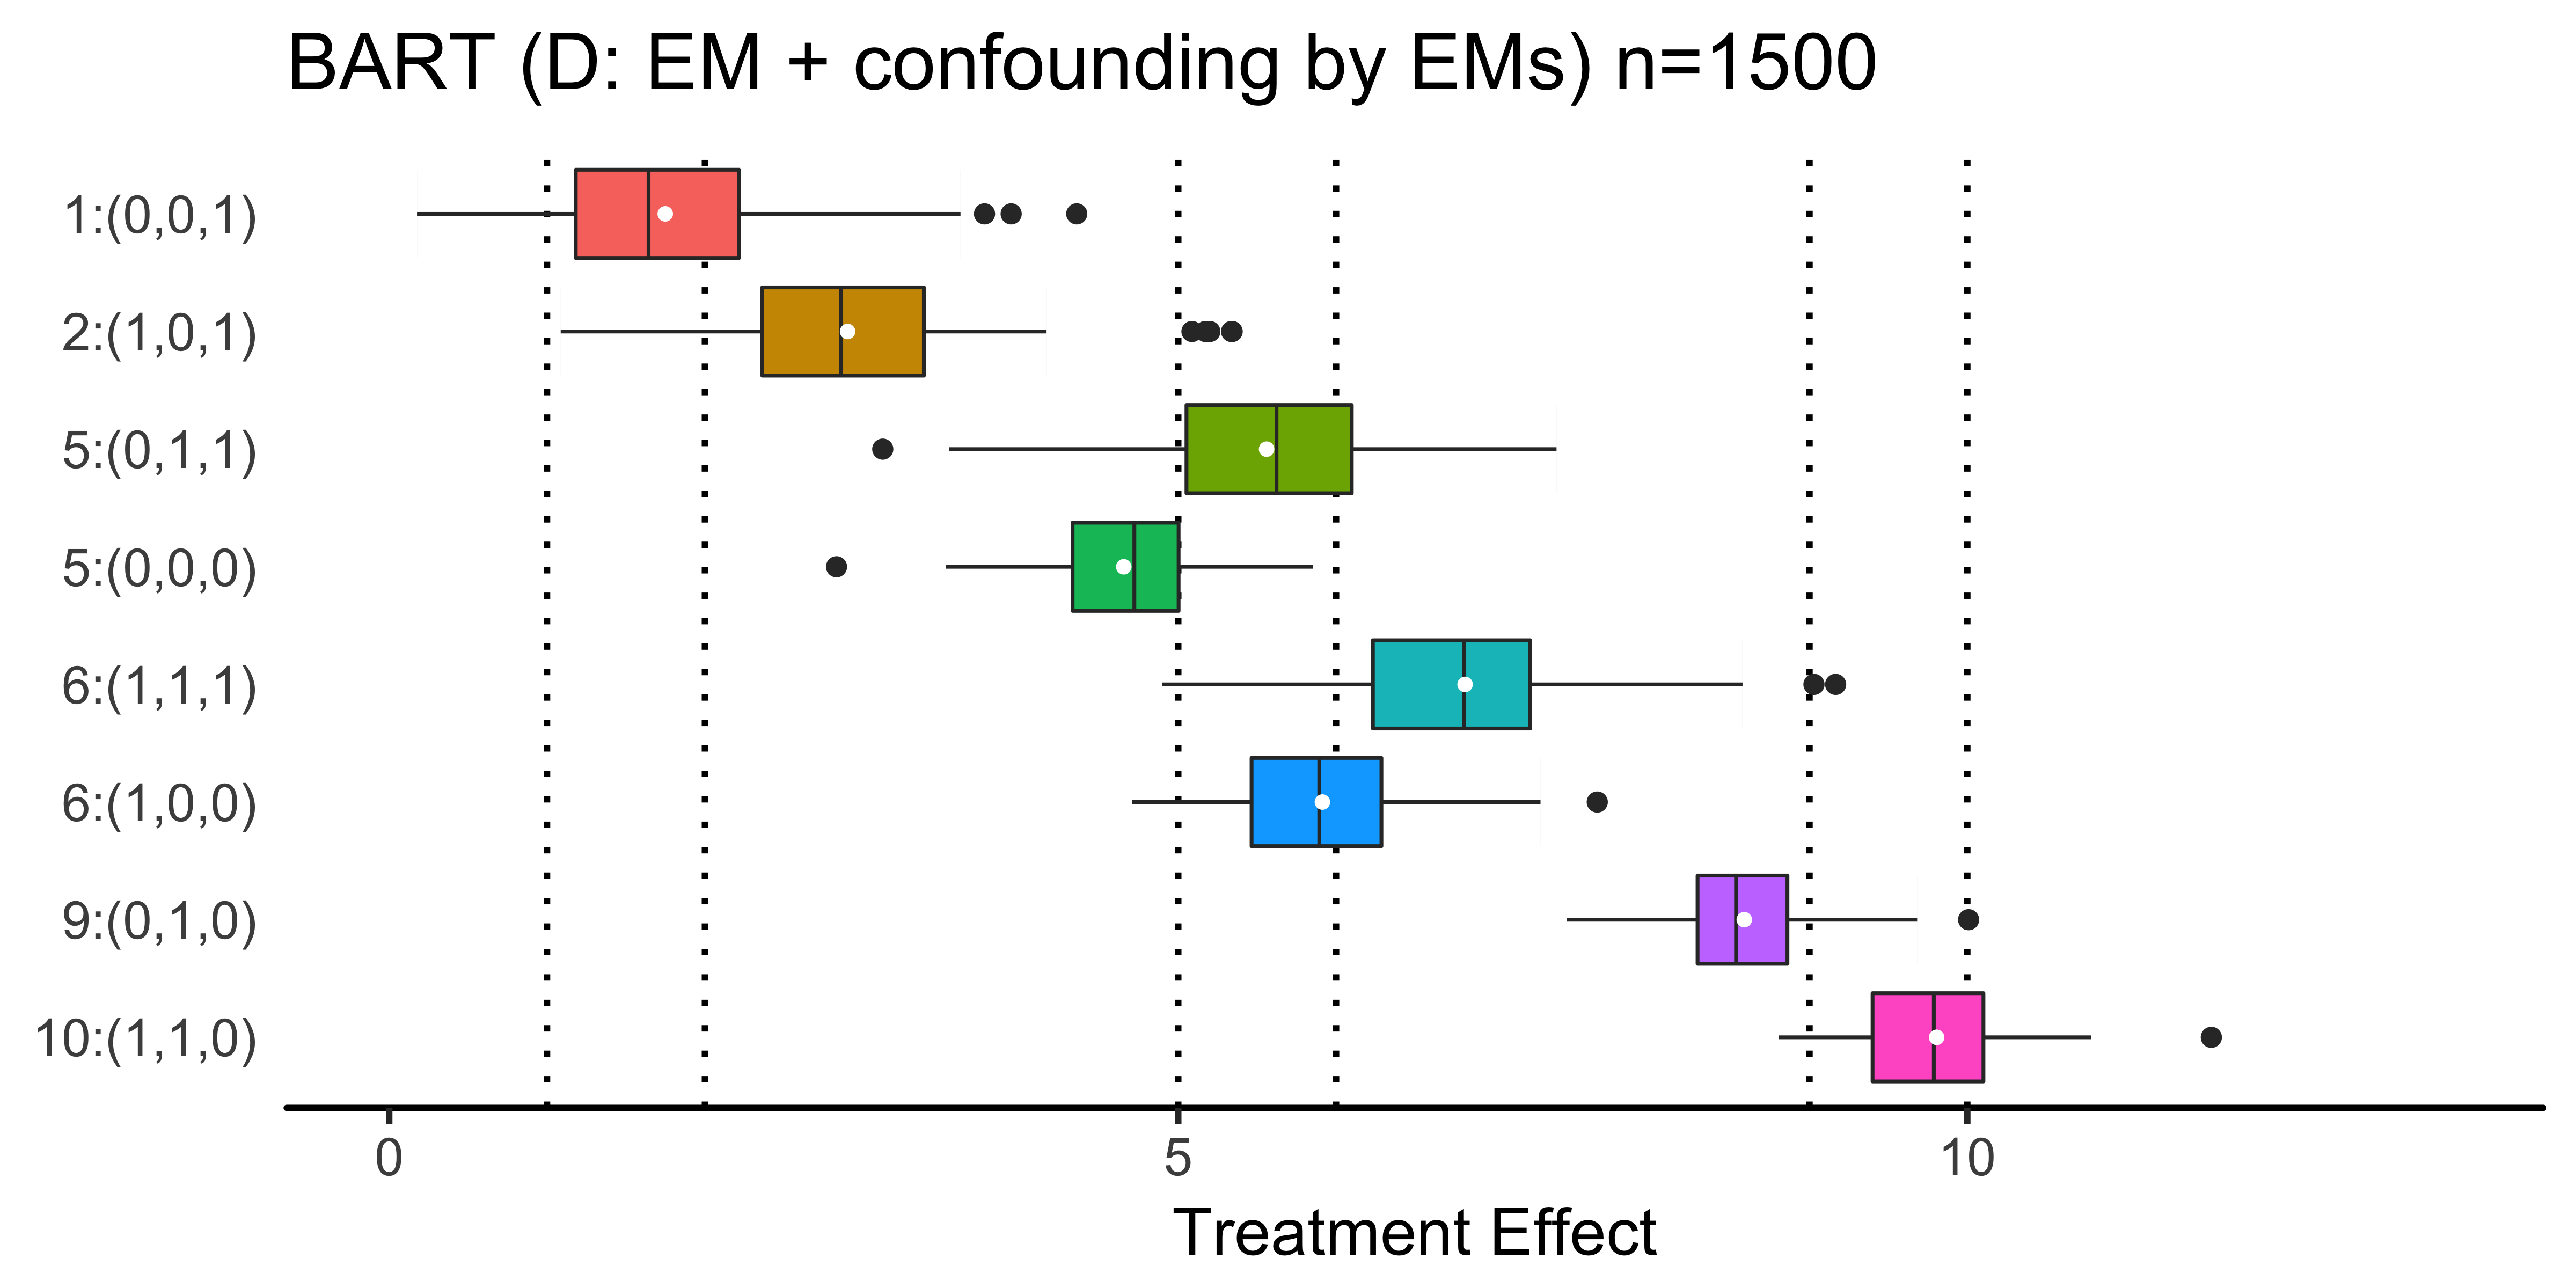 BART (D: EM + confounding by EMs) n=1500
1:(0,0,1)
2:(1,0,1)
5:(0,1,1)
5:(0,0,0)
6:(1,1,1)
6:(1,0,0)
9:(0,1,0)
10:(1,1,0)
0 5 10
Treatment Effect